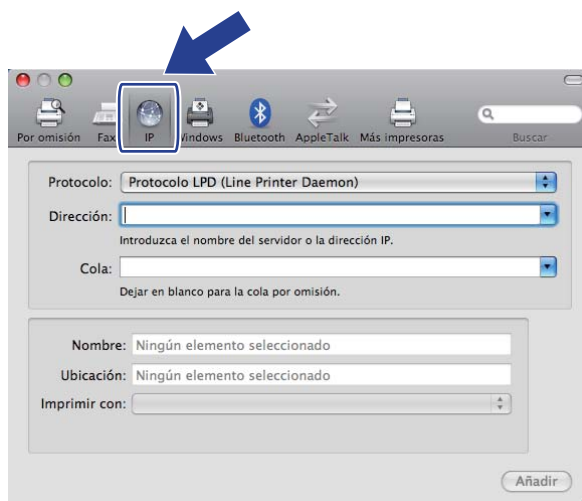 Por omisión Fax IP Windows Bluetooth AppleTalk Más impresoras Buscar
Protocolo: Protocolo LPD (Line Printer Daemon)
Dirección:
Introduzca el nombre del servidor o la dirección IP.
Cola:
Dejar en blanco para la cola por omisión.
Nombre: Ningún elemento seleccionado
Ubicación: Ningún elemento seleccionado
Imprimir con:
Añadir